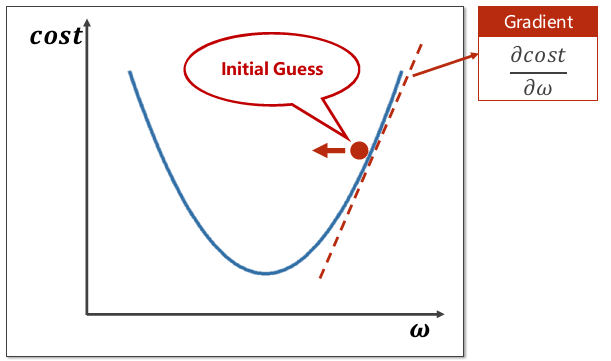 cost
Initial Guess
Gradient
∂cost
∂ω
ω